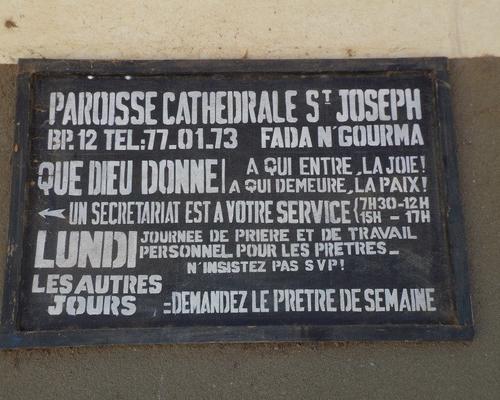 PAROISSE CATHEDRALE ST JOSEPH
BP.12 TEL:77_01_73 FADA N'GOURMA
QUE DIEU DONNE A QUI ENTRE, LA JOIE!
A QUI DEMEURE, LA PAIX!
← UN SECRETARIAT EST A VOTRE SERVICE (7H30-12H
15H - 17H
LUNDI JOURNEE DE PRIERE ET DE TRAVAIL
PERSONNEL POUR LES PRETRES_
N'INSISTEZ PAS SVP!
LES AUTRES
JOURS :DEMANDEZ LE PRETRE DE SEMAINE